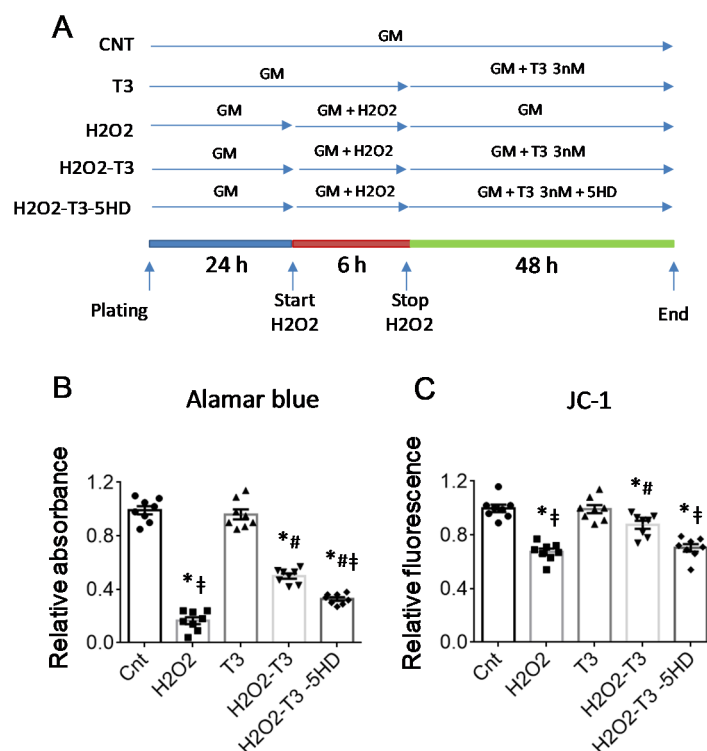 A
CNT
GM
T3
GM
GM + T3 3nM
H2O2
GM
GM + H2O2
GM
H2O2-T3
GM
GM + H2O2
GM + T3 3nM
H2O2-T3-5HD
GM
GM + H2O2
GM + T3 3nM + 5HD
24 h
6 h
48 h
Plating
Start
H2O2
Stop
H2O2
End
B
Alamar blue
Relative absorbance
1.2
0.8
0.4
0.0
*‡
*#
*#‡
Cnt
H2O2
T3
H2O2-T3
H2O2-T3 -5HD
C
JC-1
Relative fluorescence
1.2
0.8
0.4
0.0
*‡
*#
*‡
Cnt
H2O2
T3
H2O2-T3
H2O2-T3 -5HD